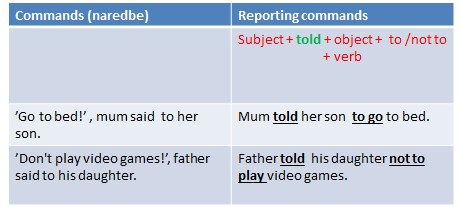 Commands (naredbe)
Reporting commands
Subject + told + object + to /not to
+ verb
’Go to bed!’ , mum said to her
son.
Mum told her son to go to bed.
’Don't play video games!’, father
said to his daughter.
Father told his daughter not to
play video games.